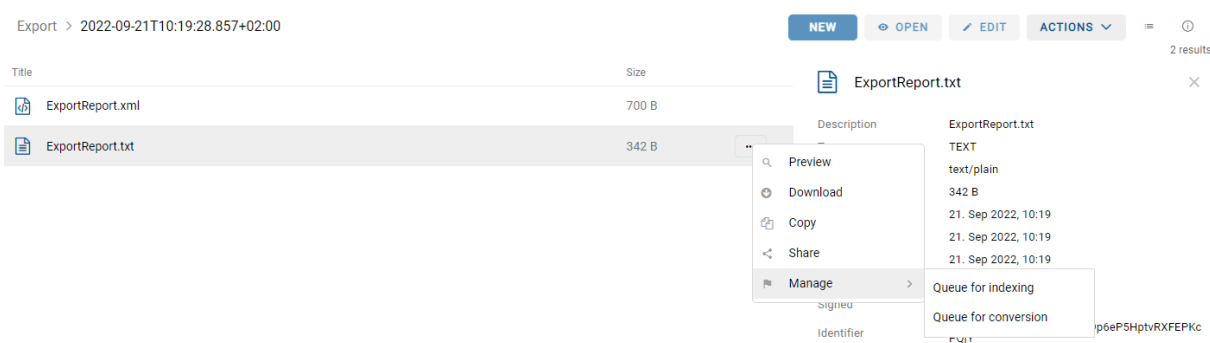 Export > 2022-09-21T10:19:28.857+02:00
NEW
OPEN
EDIT
ACTIONS
2 results
Title
Size
ExportReport.xml
700 B
ExportReport.txt
342 B
Preview
Download
Copy
Share
Manage
Queue for indexing
Queue for conversion
ExportReport.txt
Description
ExportReport.txt
TEXT
text/plain
342 B
21. Sep 2022, 10:19
21. Sep 2022, 10:19
21. Sep 2022, 10:19
Signed
Identifier
p6eP5HptvRXFEPKc